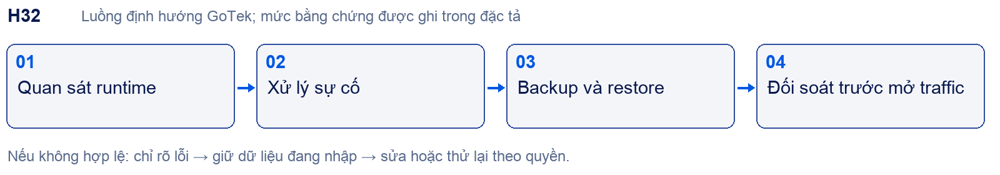 H32 Luồng định hướng GoTek; mức bằng chứng được ghi trong đặc tả
01
Quan sát runtime
02
Xử lý sự cố
03
Backup và restore
04
Đối soát trước mở traffic
Nếu không hợp lệ: chỉ rõ lỗi → giữ dữ liệu đang nhập → sửa hoặc thử lại theo quyền.